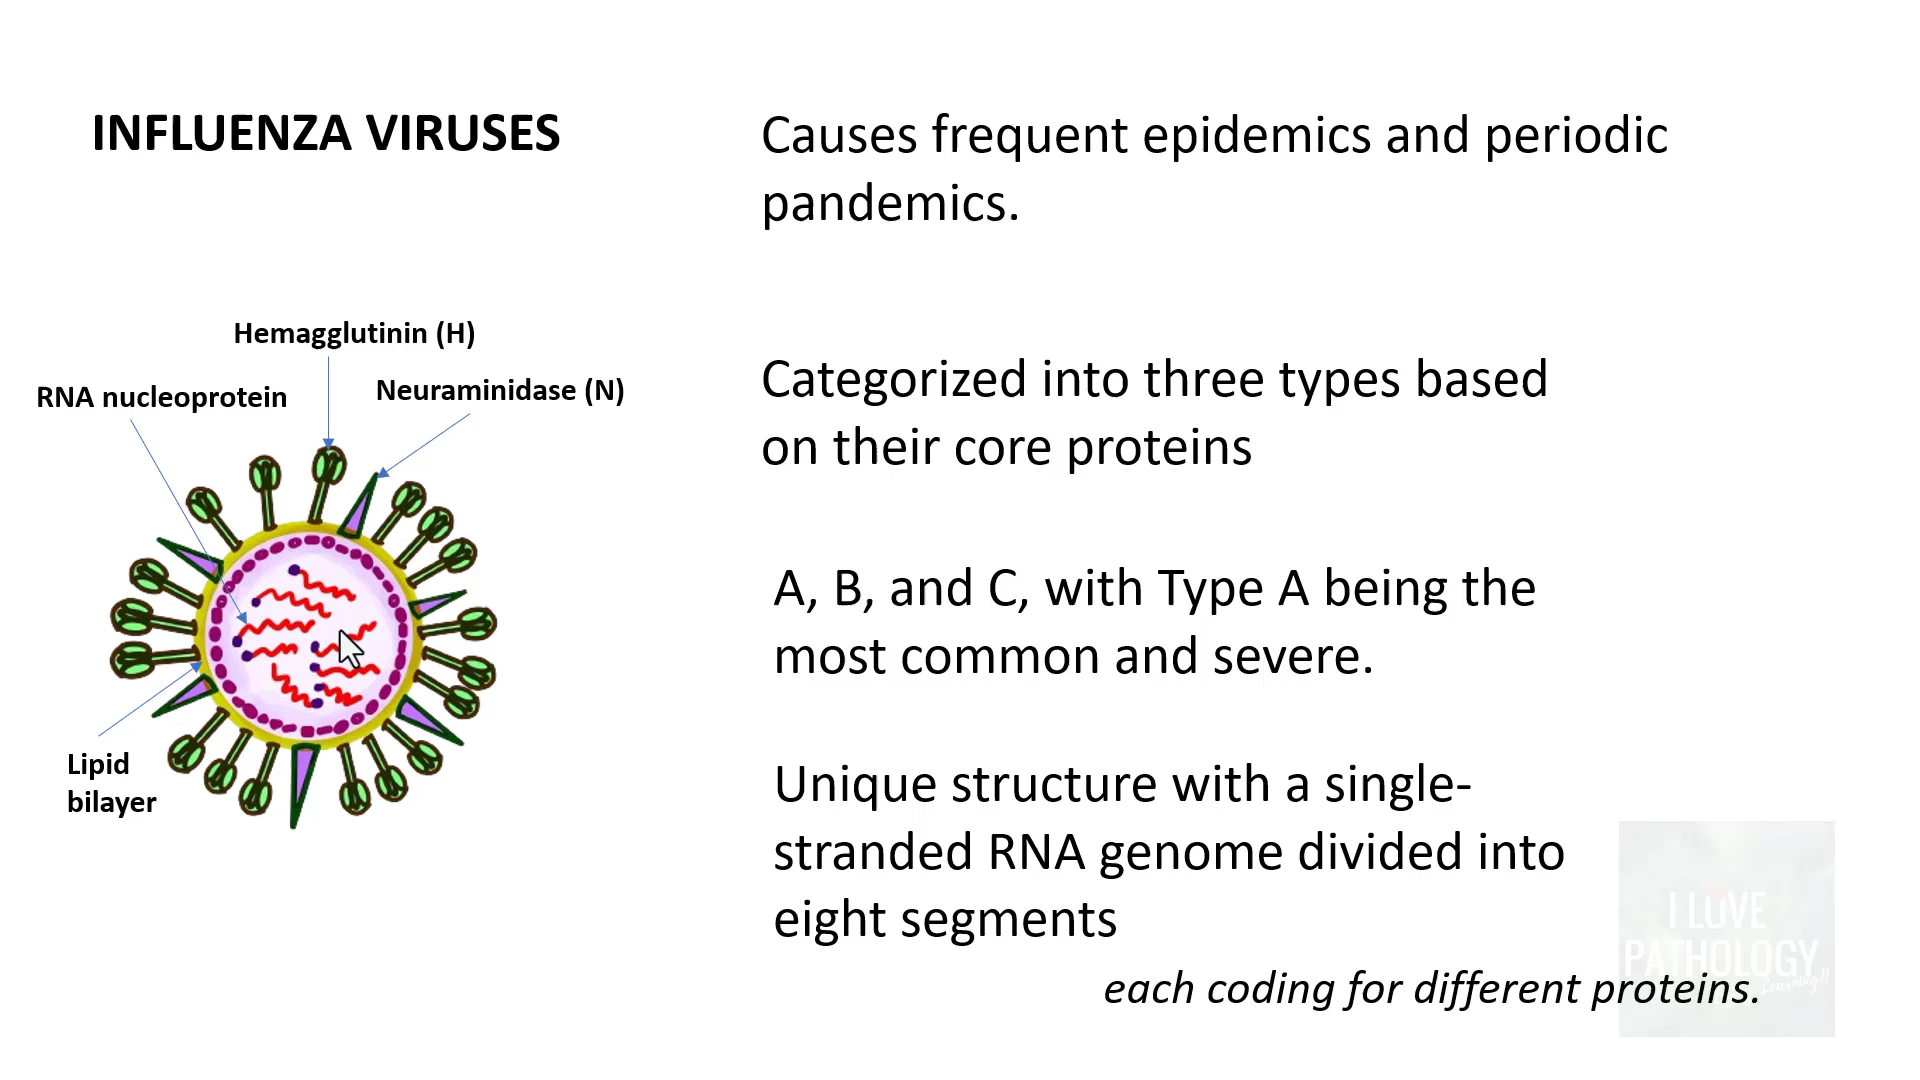 INFLUENZA VIRUSES
Causes frequent epidemics and periodic
pandemics.
Hemagglutinin (H)
RNA nucleoprotein
Neuraminidase (N)
Lipid
bilayer
Categorized into three types based
on their core proteins
A, B, and C, with Type A being the
most common and severe.
Unique structure with a single-
stranded RNA genome divided into
eight segments
each coding for different proteins.
I LOVE
PATHOLOGY
Learning!!